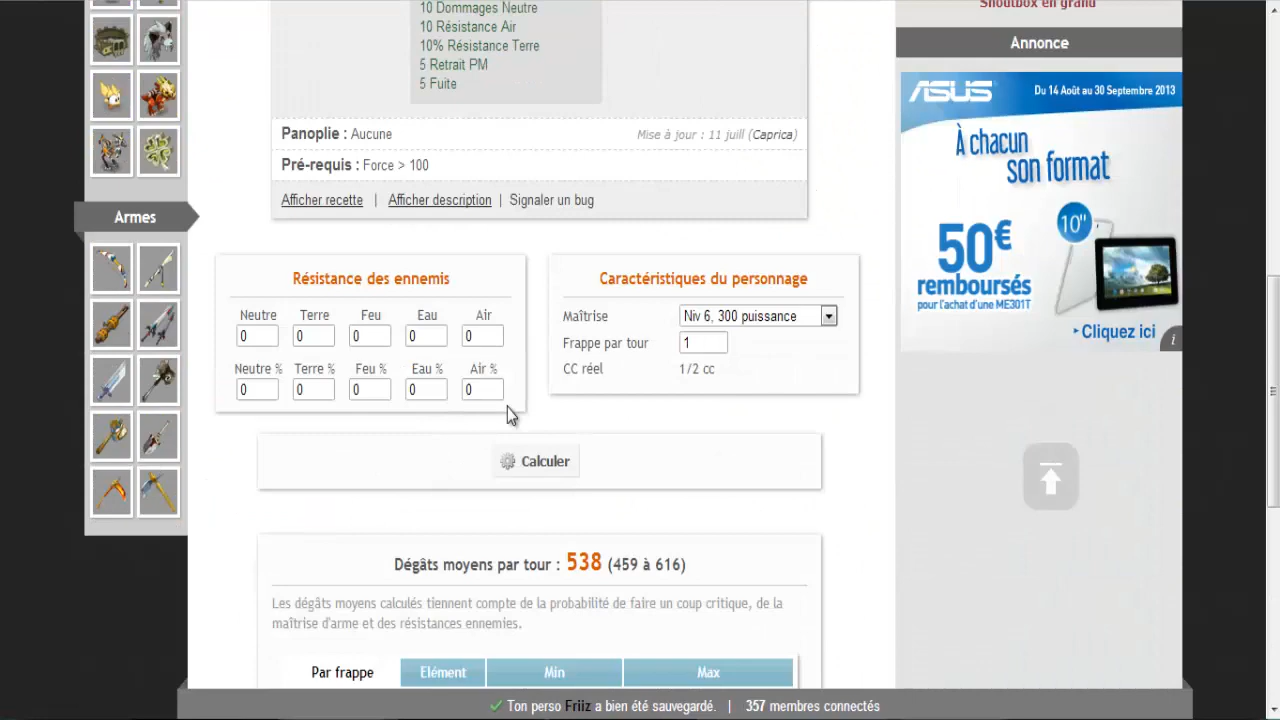 Shoutbox en grand
10 Dommages Neutre
10 Résistance Air
10% Résistance Terre
5 Retrait PM
5 Fuite
Panoplie : Aucune
Mise à jour : 11 juill (Caprica)
Pré-requis : Force > 100
Afficher recette | Afficher description | Signaler un bug
Armes
Annonce
ASUS
Du 14 Août au 30 Septembre 2013
À chacun
son format
10"
50€
remboursés
pour l'achat d'une ME301T
Cliquez ici
i
Résistance des ennemis
Neutre Terre Feu Eau Air
0 0 0 0 0
Neutre % Terre % Feu % Eau % Air %
0 0 0 0 0
Caractéristiques du personnage
Maîtrise Niv 6, 300 puissance
Frappe par tour 1
CC réel 1/2 cc
Calculer
Dégâts moyens par tour : 538 (459 à 616)
Les dégâts moyens calculés tiennent compte de la probabilité de faire un coup critique, de la
maîtrise d'arme et des résistances ennemies.
Par frappe Elément Min Max
Ton perso Friiz a bien été sauvegardé. | 357 membres connectés